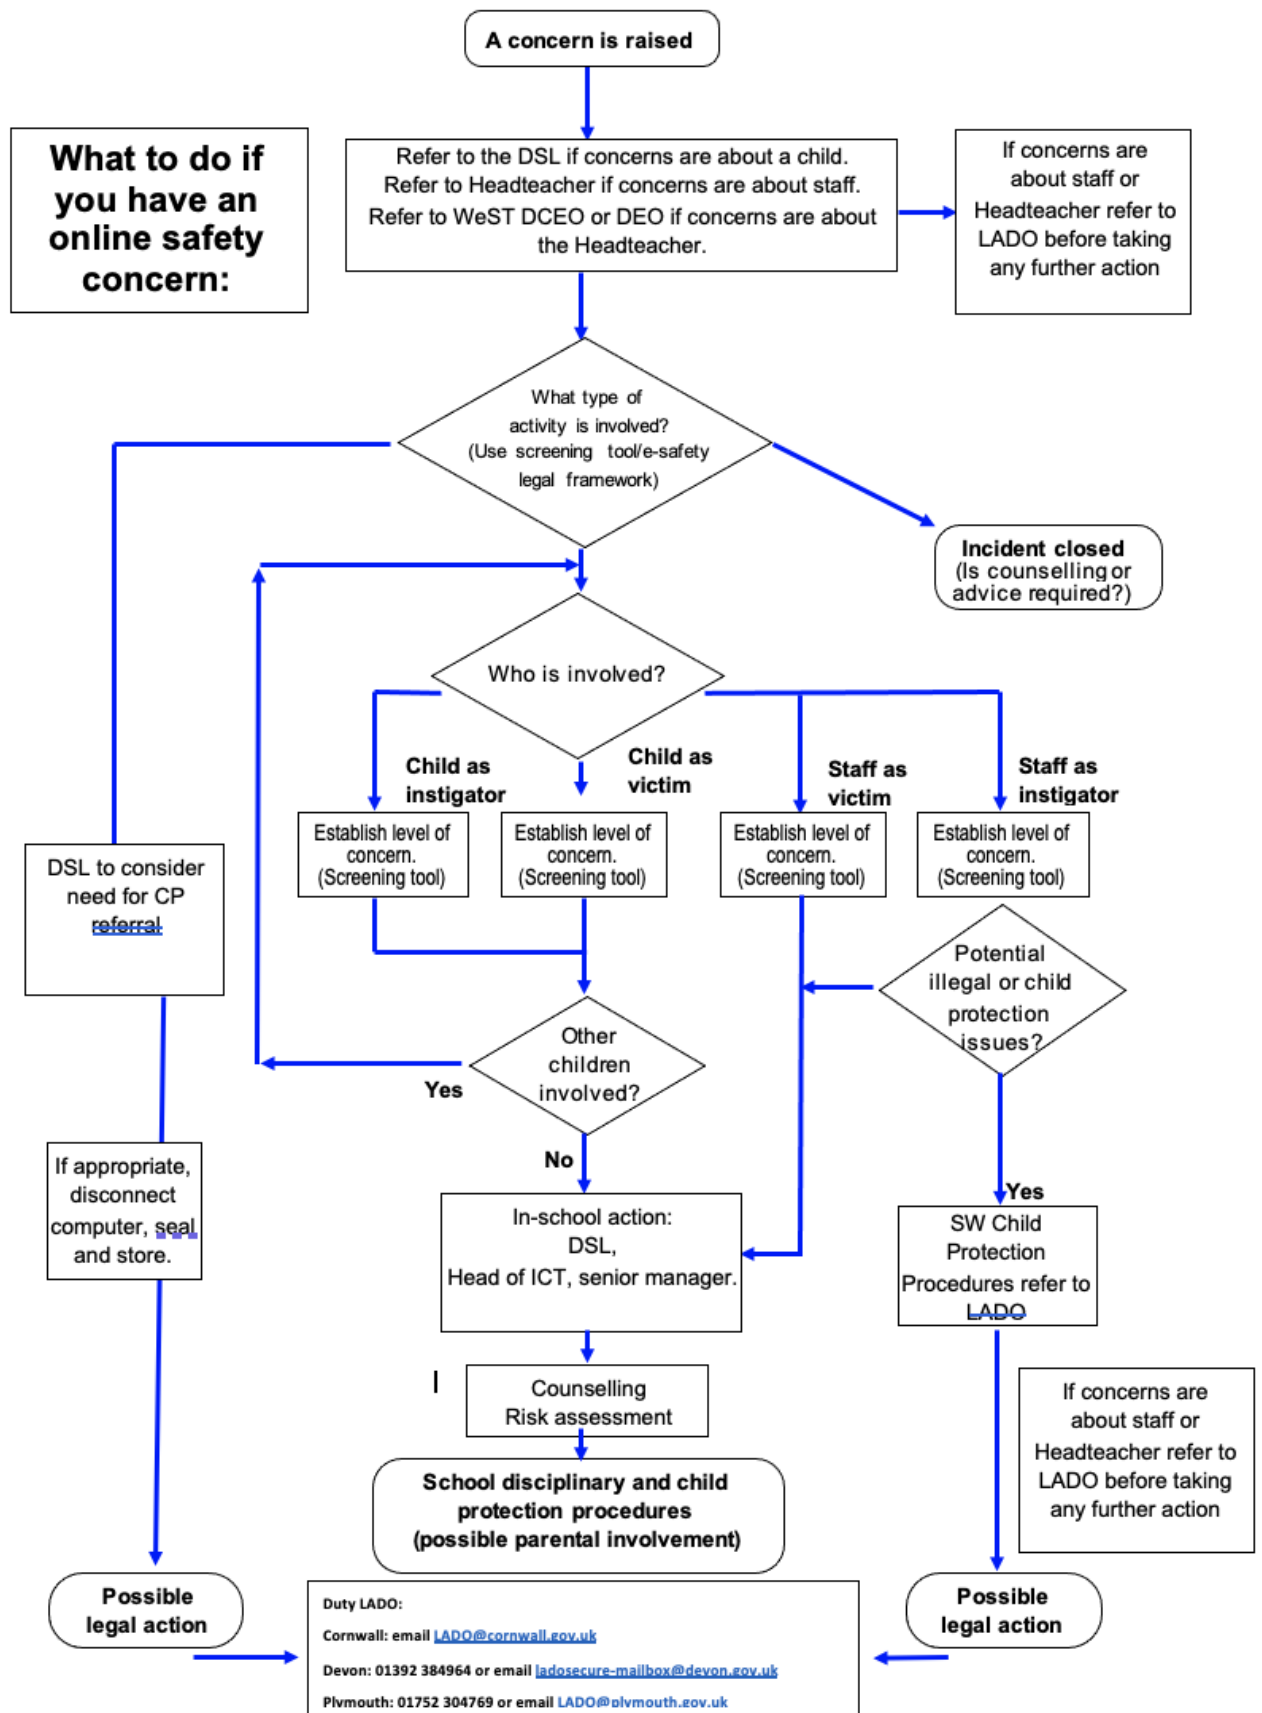 A concern is raised
What to do if
you have an
online safety
concern:
Refer to the DSL if concerns are about a child.
Refer to Headteacher if concerns are about staff.
Refer to WeST DCEO or DEO if concerns are about
the Headteacher.
If concerns are
about staff or
Headteacher refer to
LADO before taking
any further action
What type of
activity is involved?
(Use screening tool/e-safety
legal framework)
Incident closed
(Is counselling or
advice required?)
Who is involved?
Child as
instigator
Child as
victim
Staff as
victim
Staff as
instigator
Establish level of
concern.
(Screening tool)
Establish level of
concern.
(Screening tool)
Establish level of
concern.
(Screening tool)
Establish level of
concern.
(Screening tool)
DSL to consider
need for CP
referral
Potential
illegal or child
protection
issues?
Other
children
involved?
Yes
No
Yes
If appropriate,
disconnect
computer, seal
and store.
In-school action:
DSL,
Head of ICT, senior manager.
SW Child
Protection
Procedures refer to
LADO
Counselling
Risk assessment
If concerns are
about staff or
Headteacher refer to
LADO before taking
any further action
School disciplinary and child
protection procedures
(possible parental involvement)
Possible
legal action
Possible
legal action
Duty LADO:
Cornwall: email LADO@cornwall.gov.uk
Devon: 01392 384964 or email ladosecure-mailbox@devon.gov.uk
Plymouth: 01752 304769 or email LADO@plymouth.gov.uk